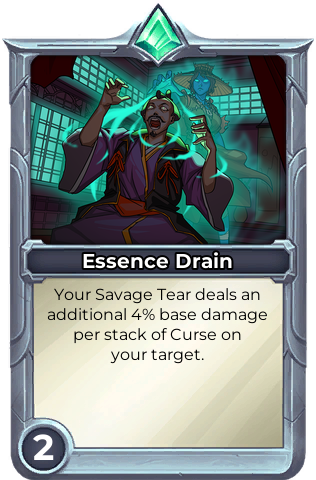 Essence Drain
Your Savage Tear deals an
additional 4% base damage
per stack of Curse on
your target.
2